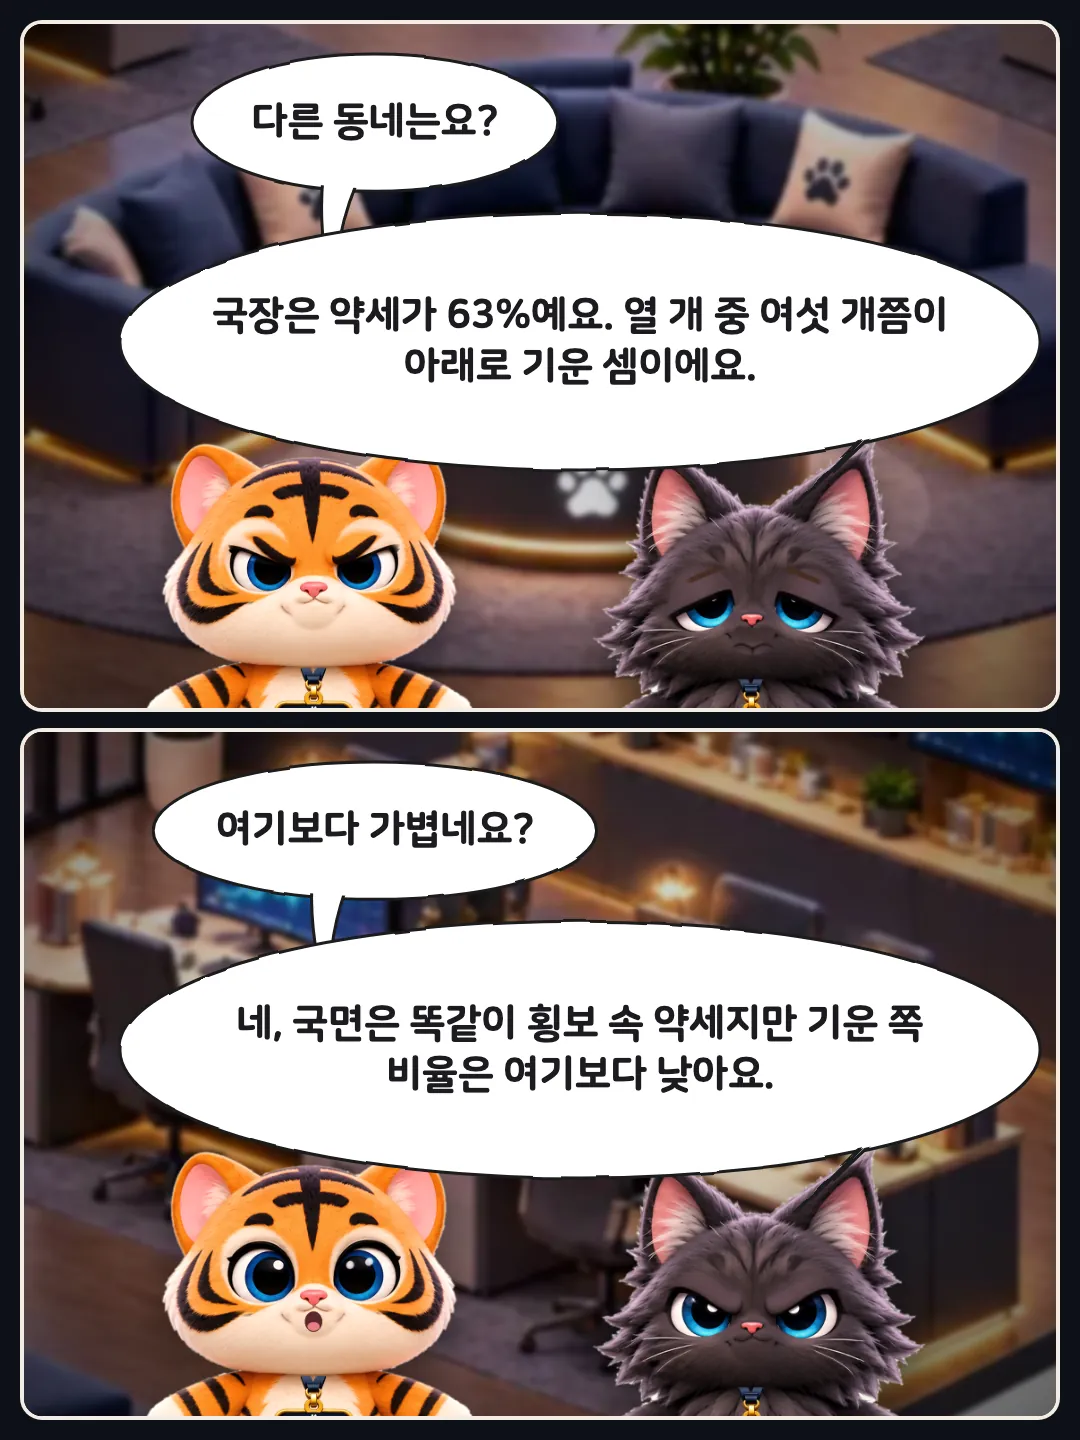 다른 동네는요?
국장은 약세가 63%예요. 열 개 중 여섯 개쯤이
아래로 기운 셈이에요.
여기보다 가볍네요?
네, 국면은 똑같이 횡보 속 약세지만 기운 쪽
비율은 여기보다 낮아요.